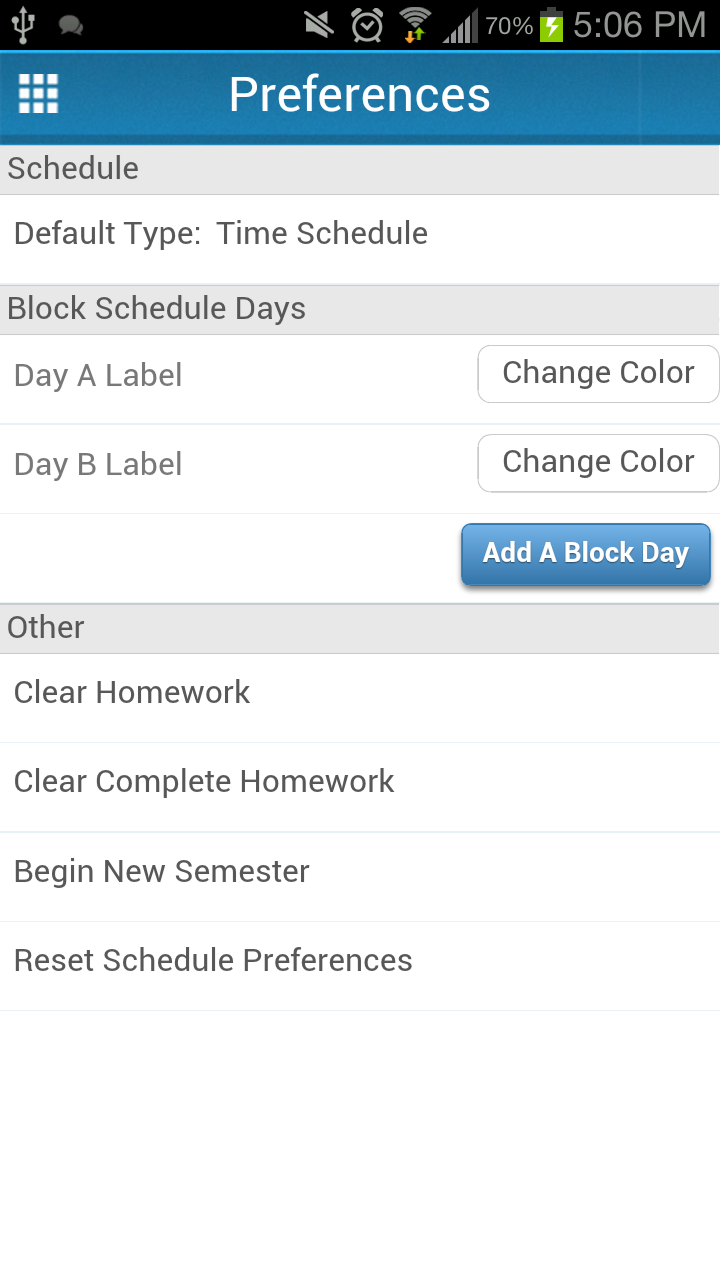 70% 5:06 PM
Preferences
Schedule
Default Type: Time Schedule
Block Schedule Days
Day A Label Change Color
Day B Label Change Color
Add A Block Day
Other
Clear Homework
Clear Complete Homework
Begin New Semester
Reset Schedule Preferences